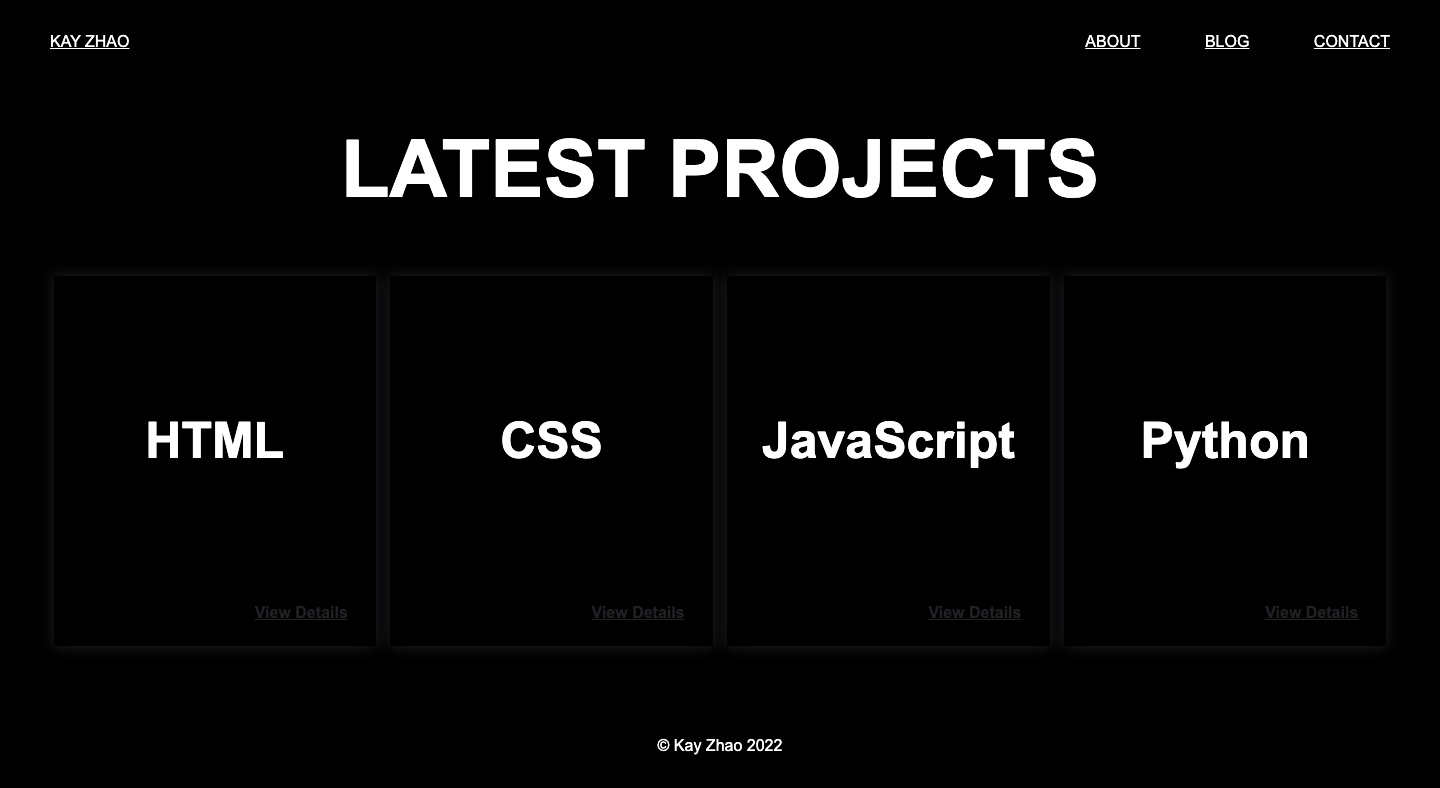 KAY ZHAO ABOUT BLOG CONTACT
LATEST PROJECTS
HTML CSS JavaScript Python
View Details View Details View Details View Details
© Kay Zhao 2022